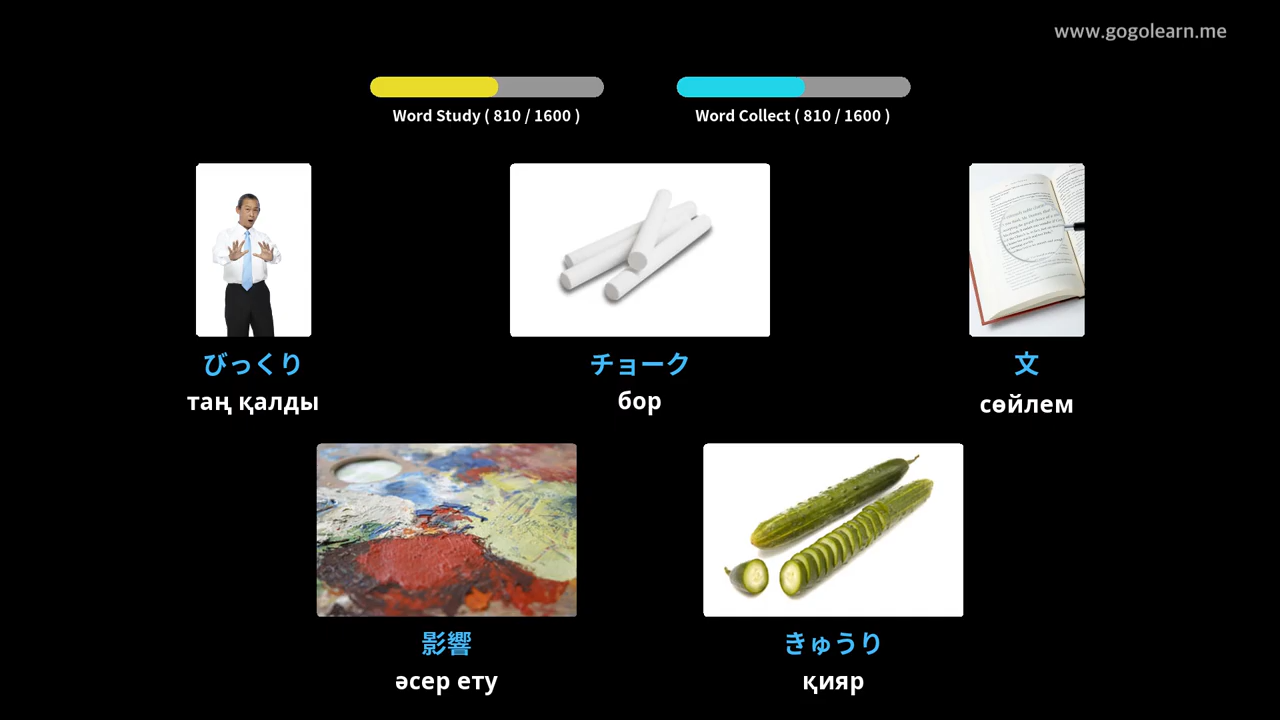 www.gogolearn.me
Word Study ( 810 / 1600 )
Word Collect ( 810 / 1600 )
びっくり
таң қалды
チョーク
бор
文
сөйлем
影響
әсер ету
きゅうり
қияр